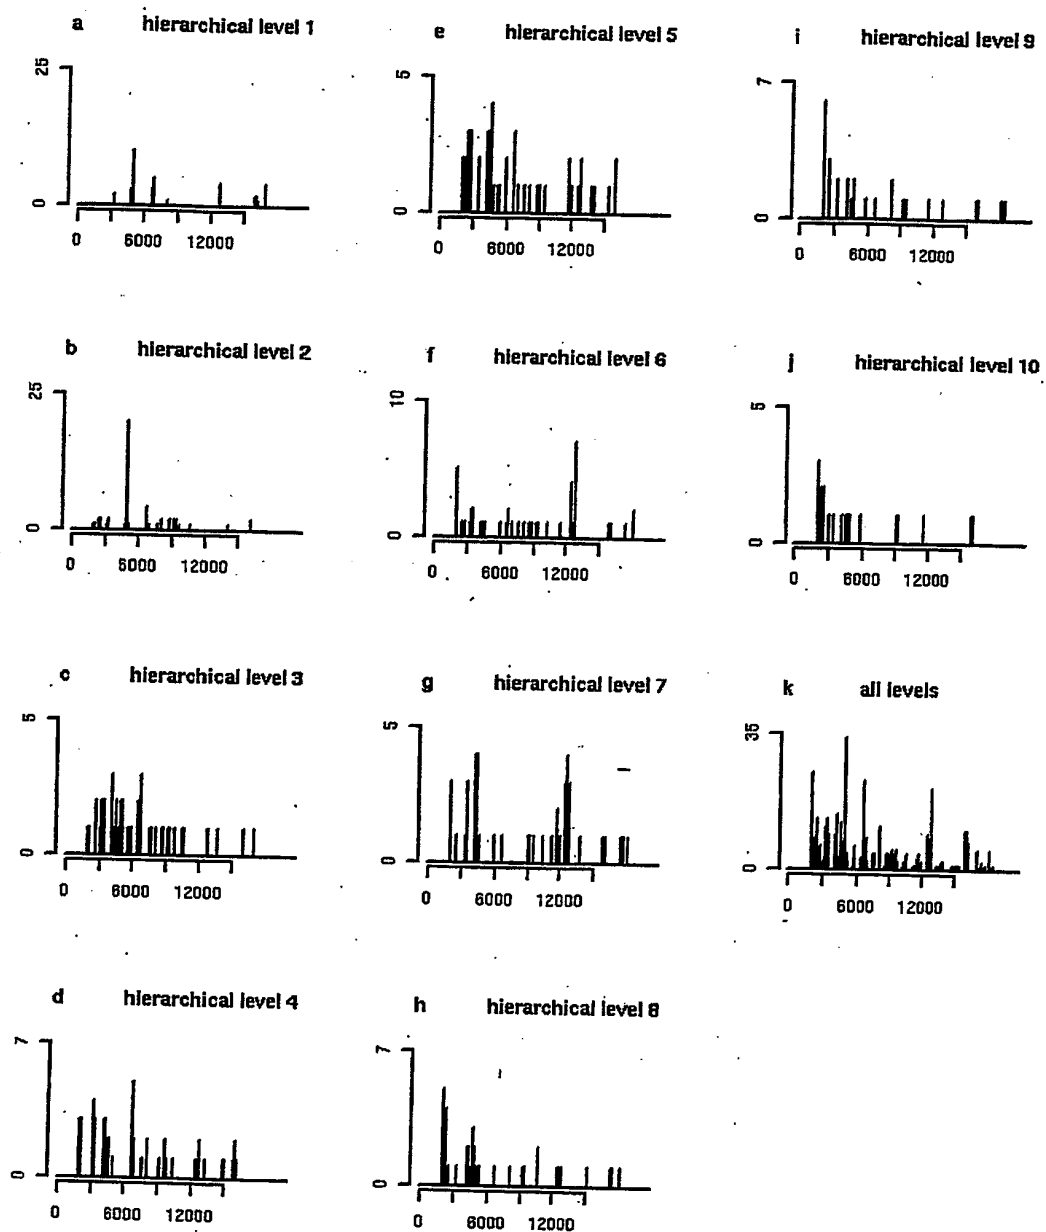 a hierarchical level 1
25
0
0 6000 12000
b hierarchical level 2
25
0
0 6000 12000
c hierarchical level 3
5
0
0 6000 12000
d hierarchical level 4
7
0
0 6000 12000
e hierarchical level 5
5
0
0 6000 12000
f hierarchical level 6
10
0
0 6000 12000
g hierarchical level 7
5
0
0 6000 12000
h hierarchical level 8
7
0
0 6000 12000
i hierarchical level 9
7
0
0 6000 12000
j hierarchical level 10
5
0
0 6000 12000
k all levels
35
0
0 6000 12000